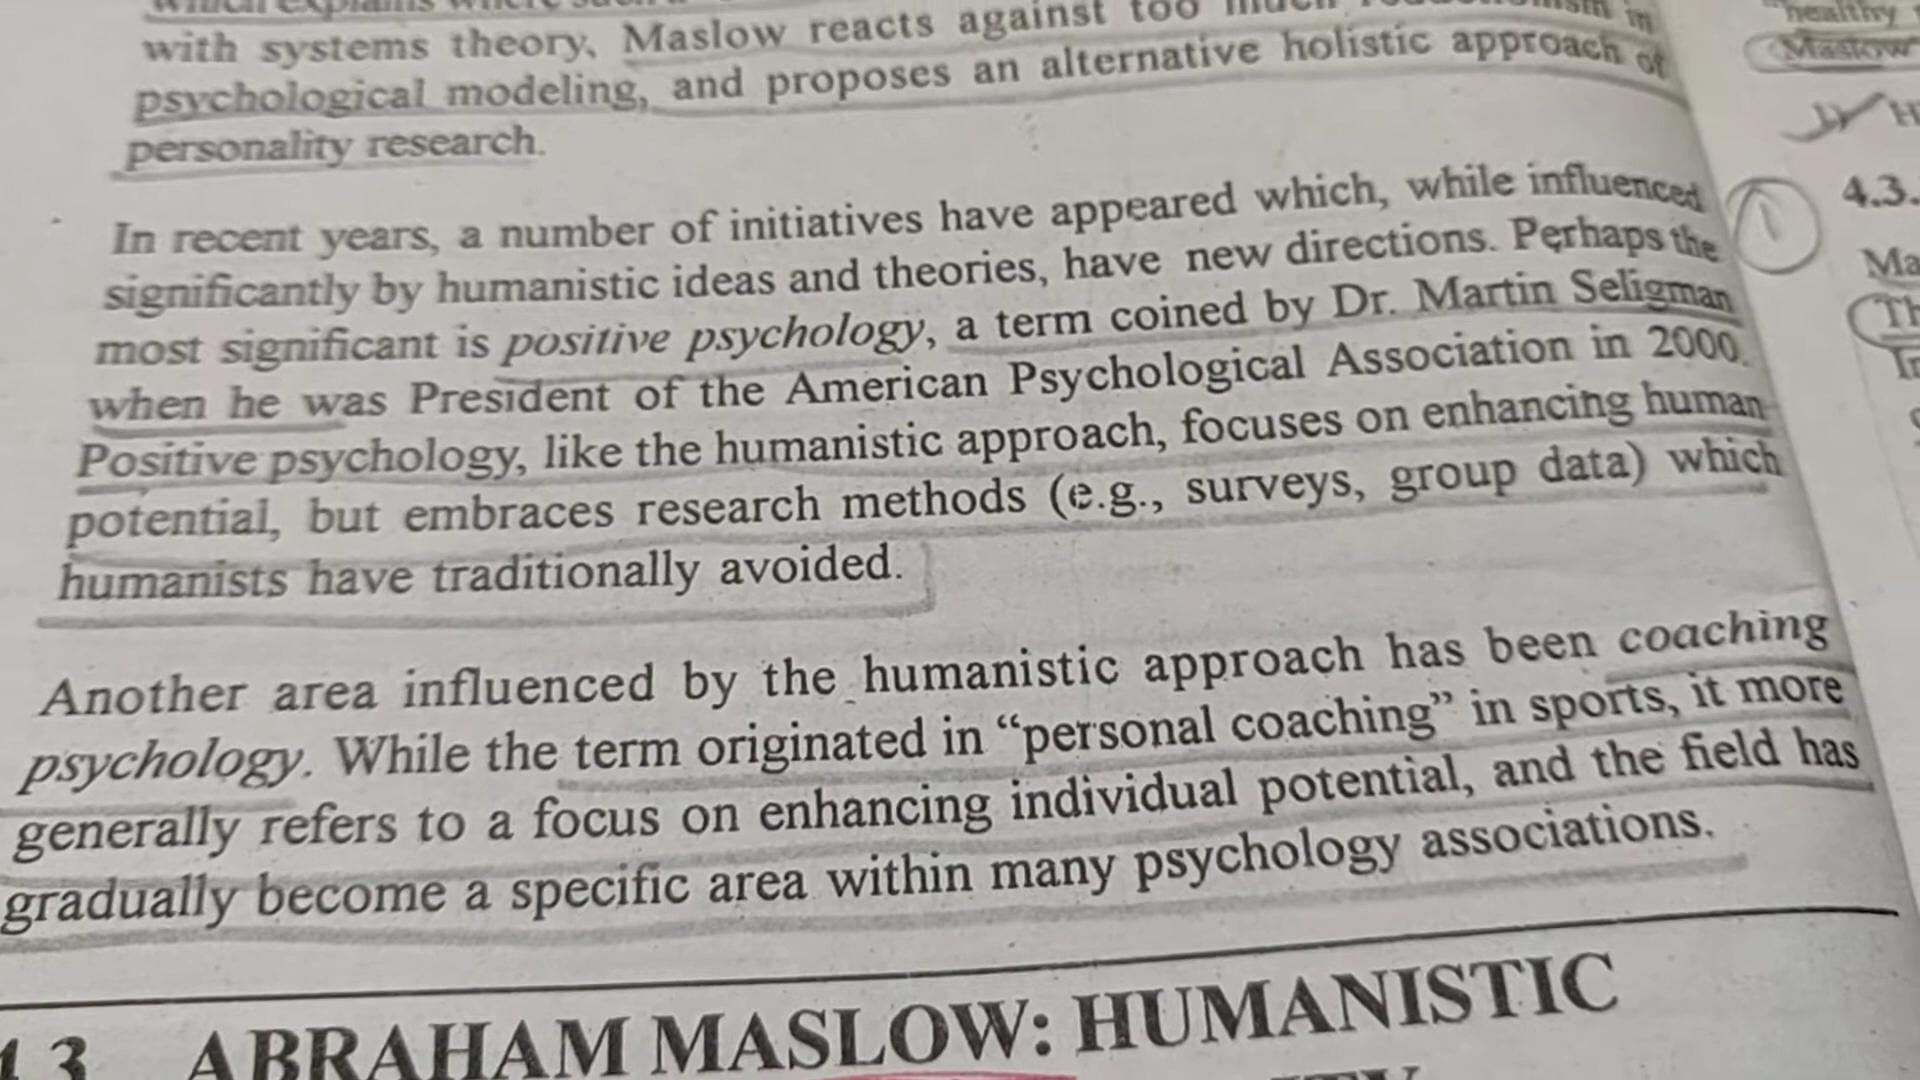 with systems theory, Maslow reacts against too much in
psychological modeling, and proposes an alternative holistic approach of
personality research.
In recent years, a number of initiatives have appeared which, while influenced
significantly by humanistic ideas and theories, have new directions. Perhaps the
most significant is positive psychology, a term coined by Dr. Martin Seligman
when he was President of the American Psychological Association in 2000.
Positive psychology, like the humanistic approach, focuses on enhancing human
potential, but embraces research methods (e.g., surveys, group data) which
humanists have traditionally avoided.
Another area influenced by the humanistic approach has been coaching
psychology. While the term originated in “personal coaching” in sports, it more
generally refers to a focus on enhancing individual potential, and the field has
gradually become a specific area within many psychology associations.
ABRAHAM MASLOW: HUMANISTIC
healthy
Maslow
4.3.